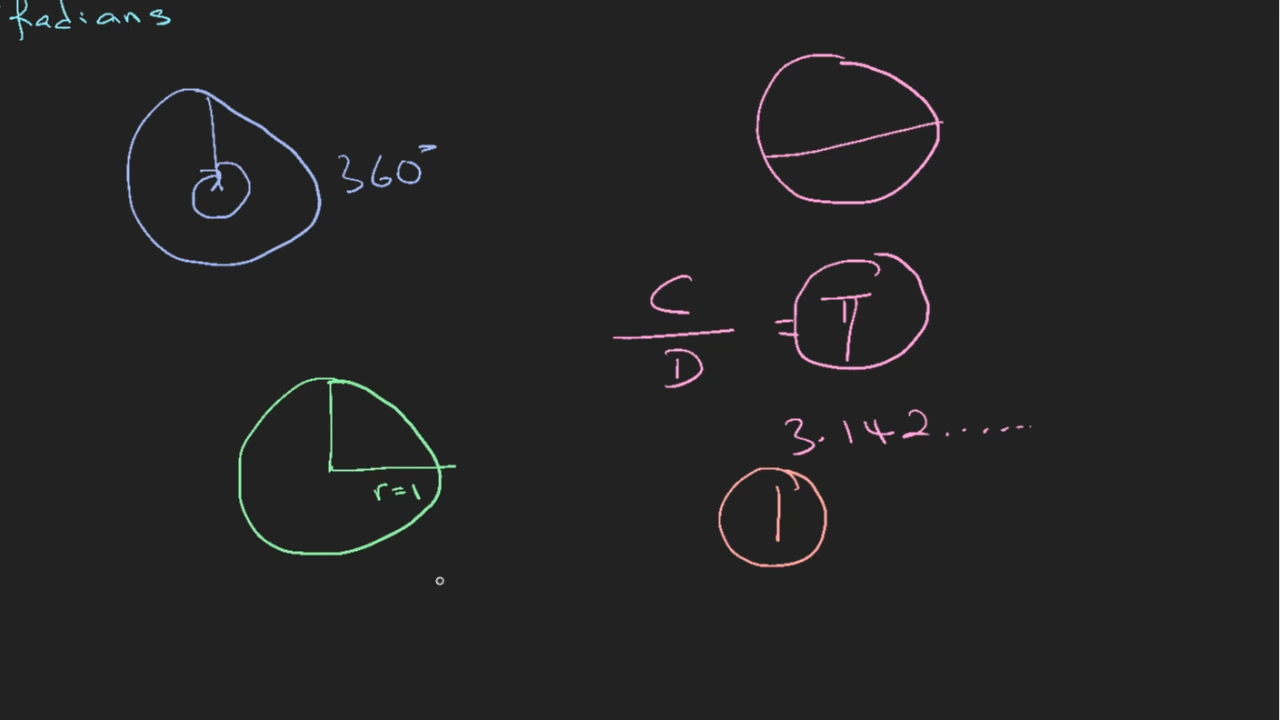 Radians
360°
C
D
= π
3.142......
r=1
1